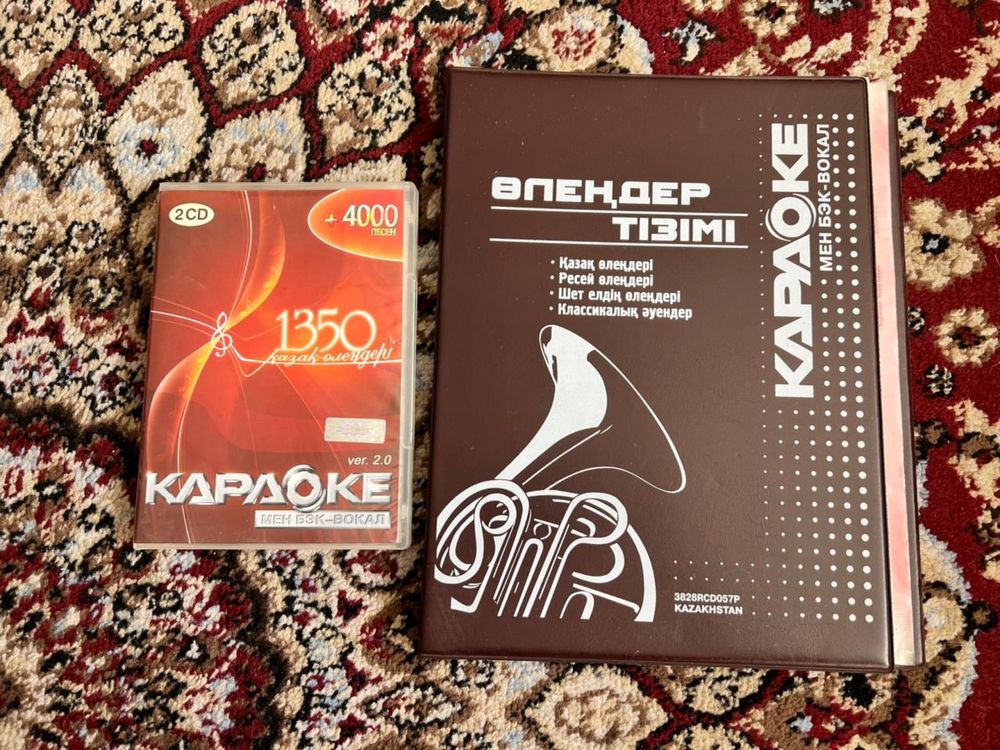 2CD
+ 4000
ПЕСЕН
1350
қазақ өлеңдері
ver. 2.0
КАРАОКЕ
МЕН БЭК-ВОКАЛ
ӨЛЕҢДЕР
ТІЗІМІ
· Қазақ өлеңдері
· Ресей өлеңдері
· Шет елдің өлеңдері
· Классикалық әуендер
КАРАОКЕ
МЕН БЭК-ВОКАЛ
3828RCD057P
KAZAKHSTAN